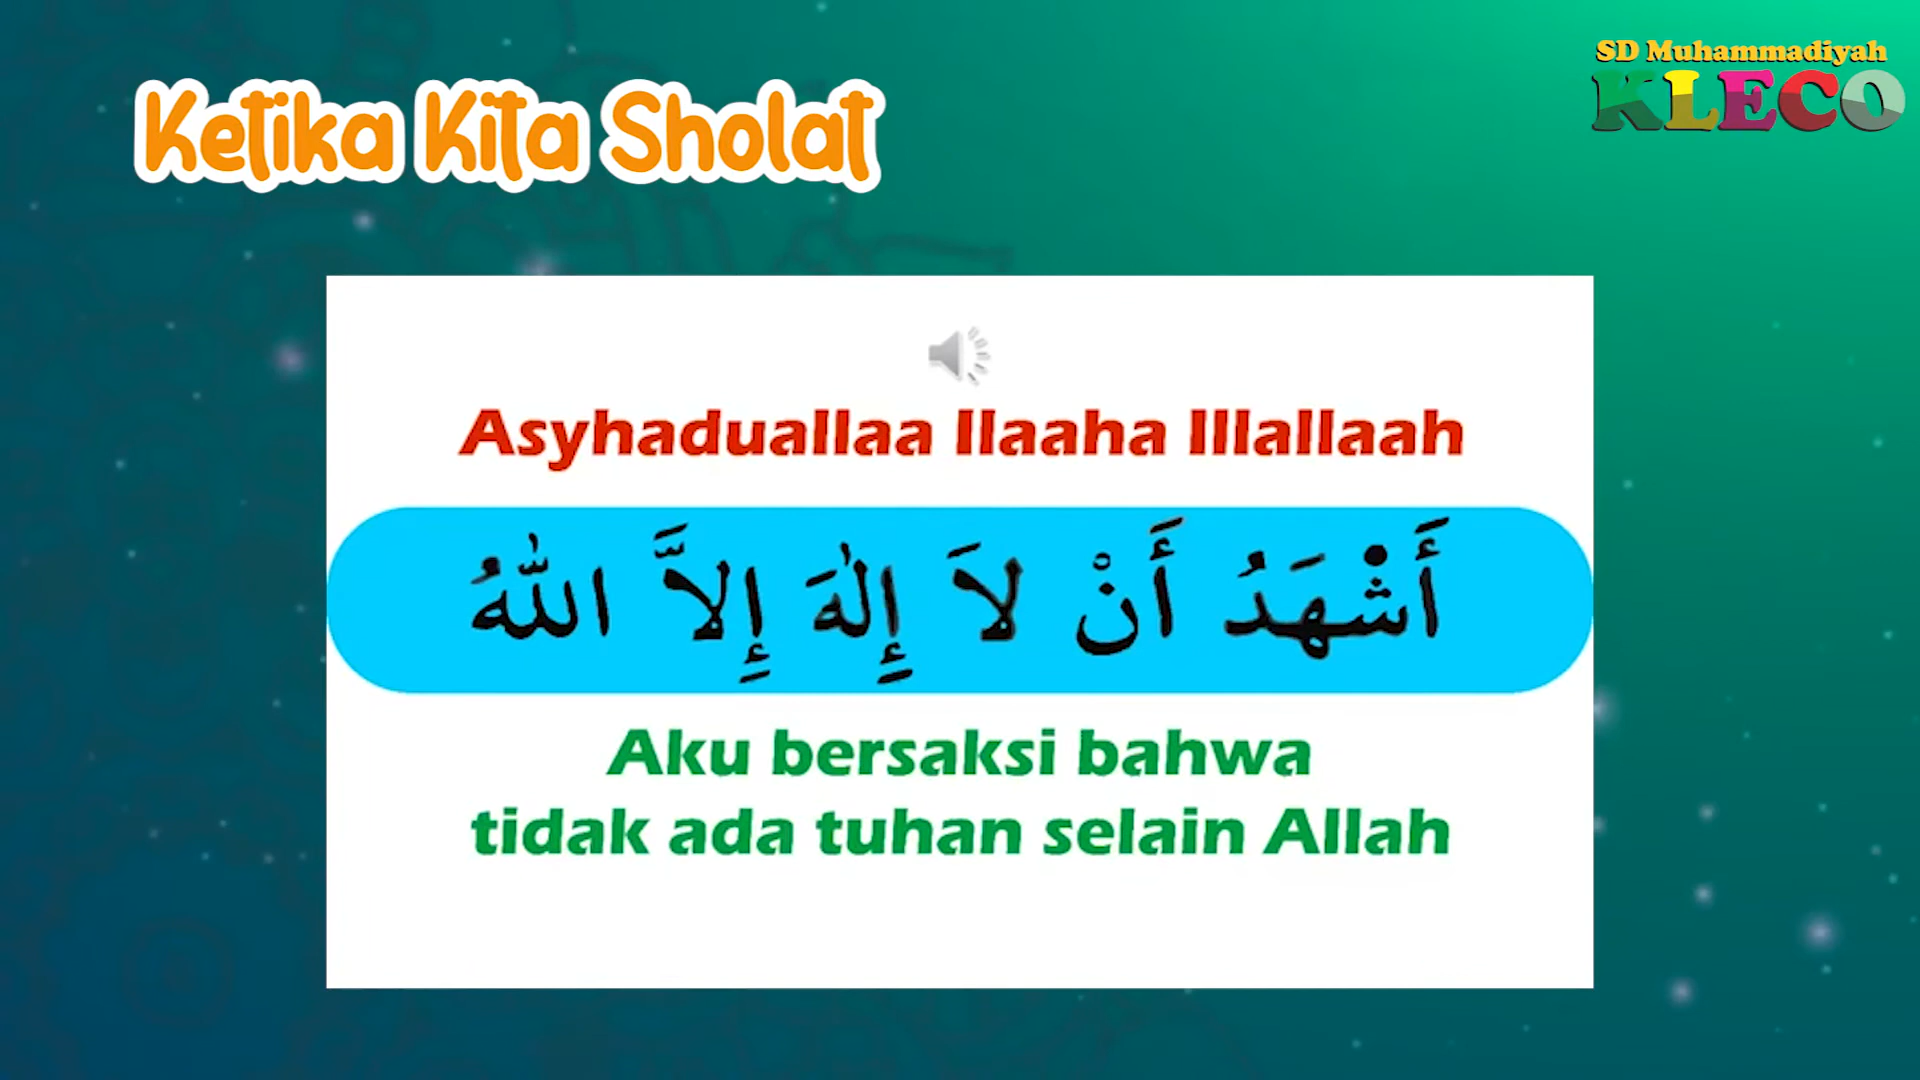 SD Muhammadiyah
KLECO
Ketika Kita Sholat
Asyhaduallaa Ilaaha Illallaah
أَشْهَدُ أَنْ لاَ إِلٰهَ إِلاَّ اللّٰهُ
Aku bersaksi bahwa
tidak ada tuhan selain Allah